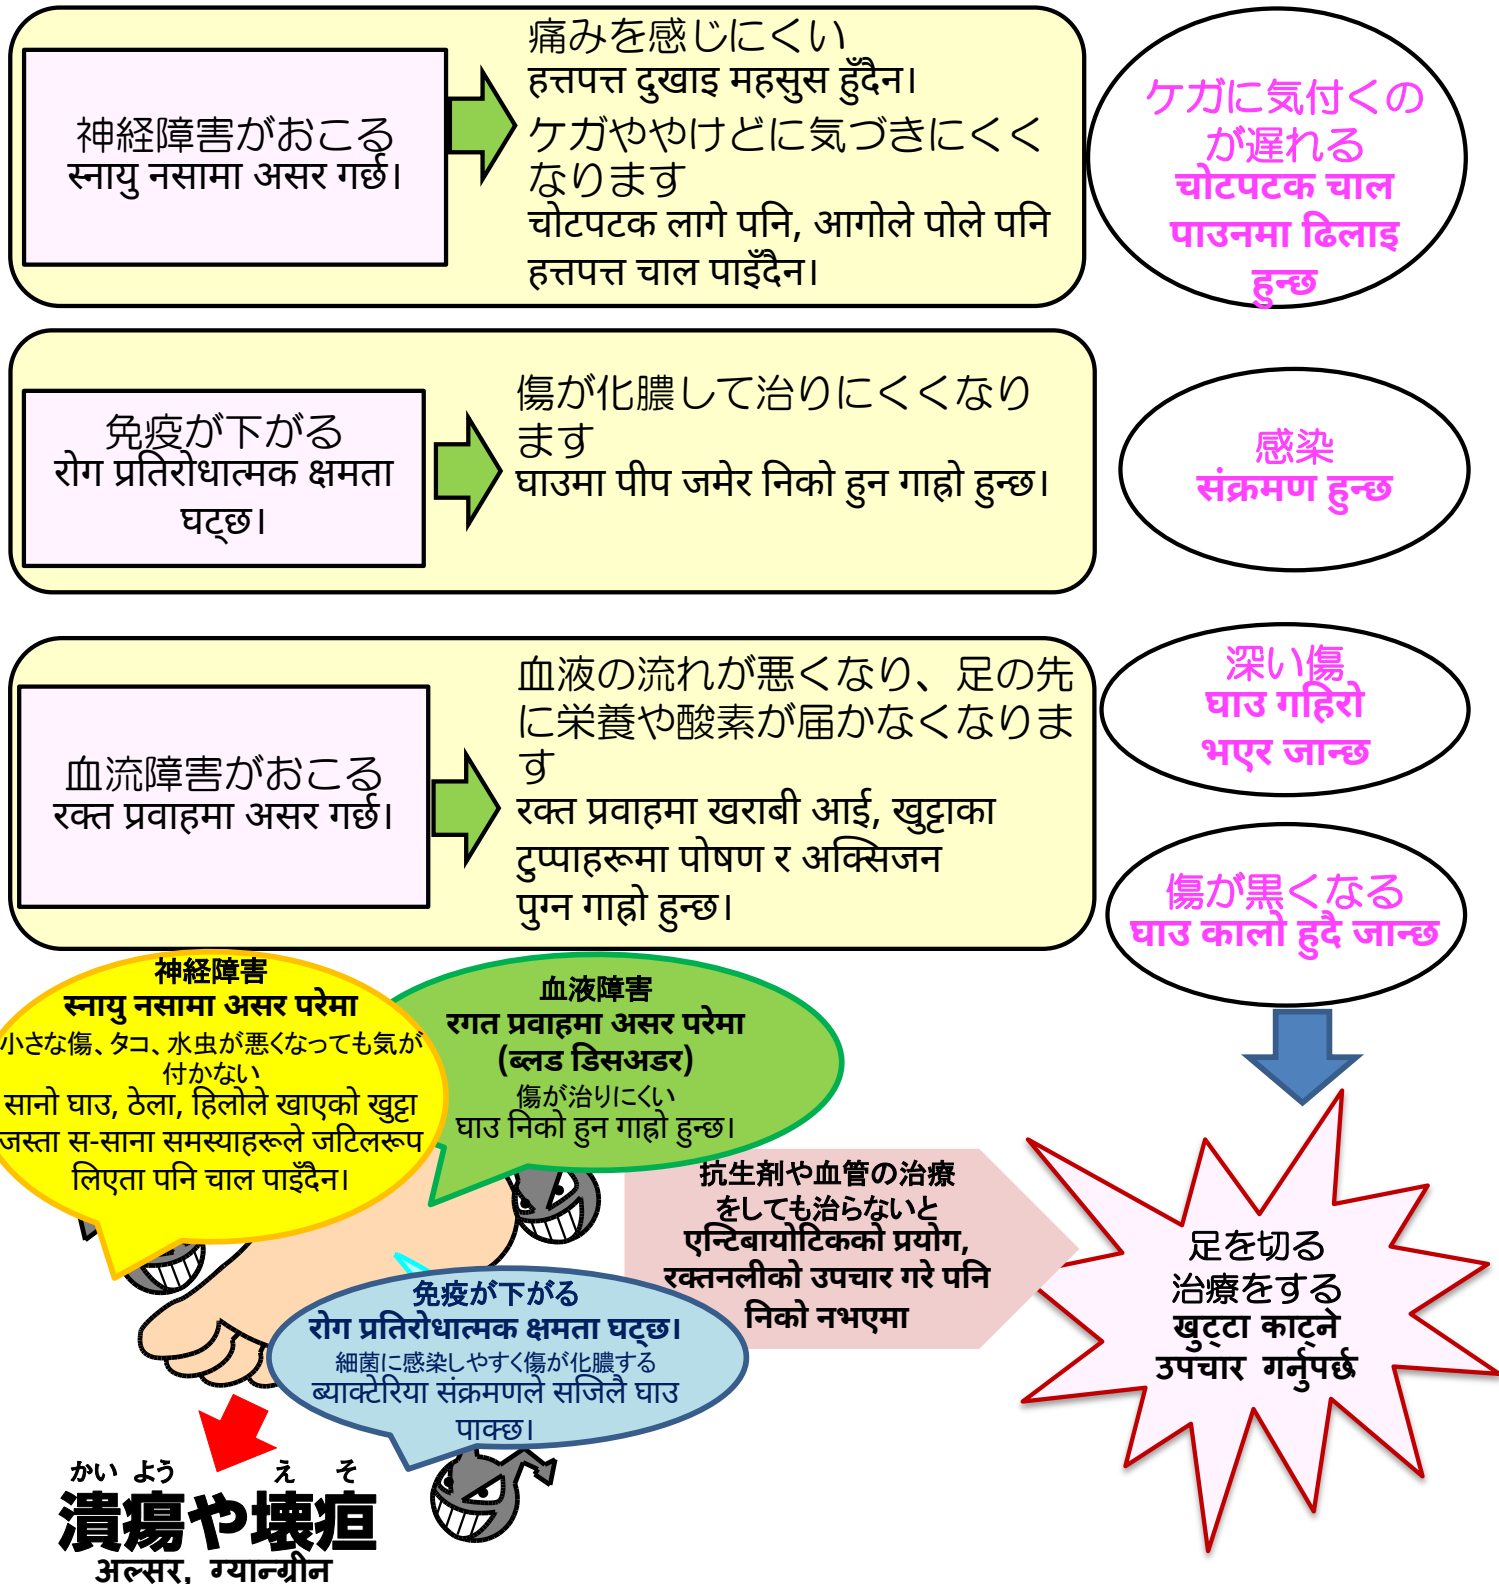 神経障害がおこる
स्नायु नसामा असर गर्छ।
痛みを感じにくい
हत्तपत्त दुखाइ महसुस हुँदैन।
ケガややけどに気づきにくく
なります
चोटपटक लागे पनि, आगोले पोले पनि
हत्तपत्त चाल पाइँदैन।
ケガに気付くの
が遅れる
चोटपटक चाल
पाउनमा ढिलाइ
हुन्छ
免疫が下がる
रोग प्रतिरोधात्मक क्षमता
घट्छ।
傷が化膿して治りにくくなり
ます
घाउमा पीप जमेर निको हुन गाह्रो हुन्छ।
感染
संक्रमण हुन्छ
血流障害がおこる
रक्त प्रवाहमा असर गर्छ।
血液の流れが悪くなり、足の先
に栄養や酸素が届かなくなりま
す
रक्त प्रवाहमा खराबी आई, खुट्टाका
टुप्पाहरूमा पोषण र अक्सिजन
पुग्न गाह्रो हुन्छ।
深い傷
घाउ गहिरो
भएर जान्छ
傷が黒くなる
घाउ कालो हुदै जान्छ
神経障害
स्नायु नसामा असर परेमा
小さな傷、タコ、水虫が悪くなっても気が
付かない
सानो घाउ, ठेला, हिलोले खाएको खुट्टा
जस्ता स-साना समस्याहरूले जटिलरूप
लिएता पनि चाल पाइँदैन।
血液障害
रगत प्रवाहमा असर परेमा
(ब्लड डिसअडर)
傷が治りにくい
घाउ निको हुन गाह्रो हुन्छ।
抗生剤や血管の治療
をしても治らないと
एन्टिबायोटिकको प्रयोग,
रक्तनलीको उपचार गरे पनि
निको नभएमा
足を切る
治療をする
खुट्टा काट्ने
उपचार गर्नुपर्छ
免疫が下がる
रोग प्रतिरोधात्मक क्षमता घट्छ।
細菌に感染しやすく傷が化膿する
ब्याक्टेरिया संक्रमणले सजिलै घाउ
पाक्छ।
かい よう え そ
潰瘍や壊疽
अल्सर, ग्यान्ग्रीन